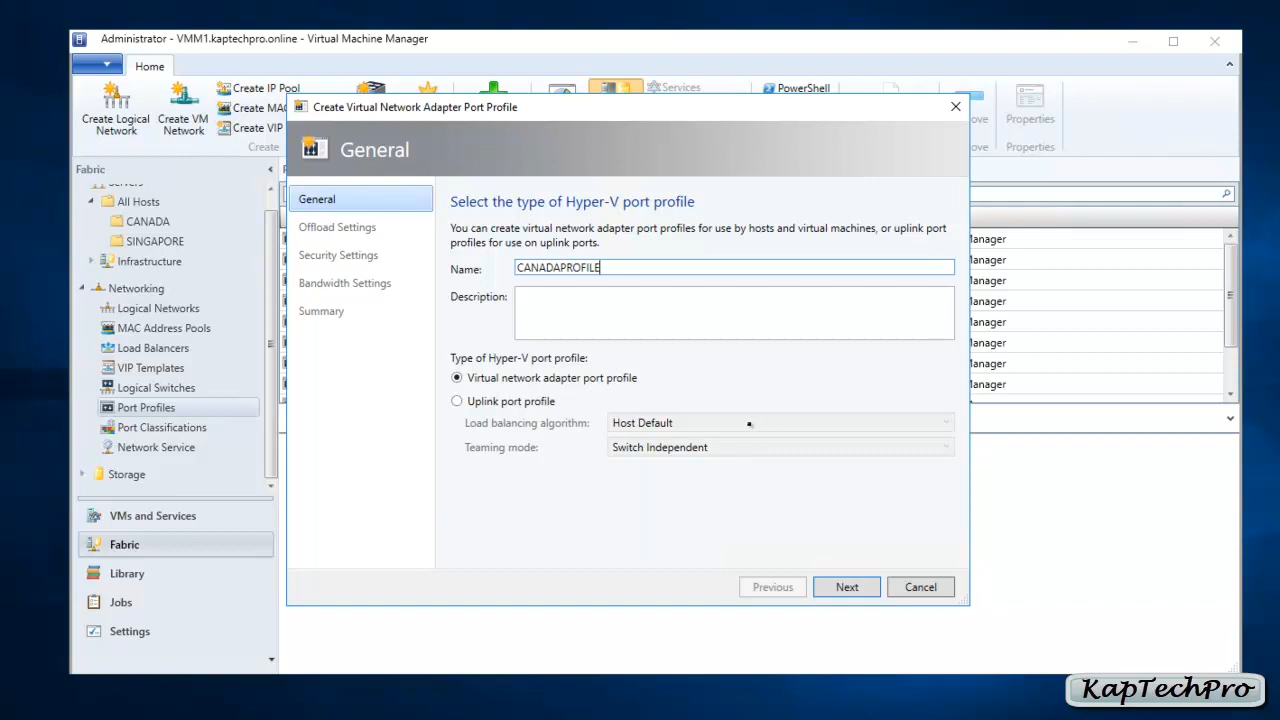 Administrator - VMM1.kaptechpro.online - Virtual Machine Manager
Home
Create Logical Network
Create VM Network
Create IP Pool
Create MAC
Create VIP
Create
Services
PowerShell
Properties
Properties
Fabric
Servers
All Hosts
CANADA
SINGAPORE
Infrastructure
Networking
Logical Networks
MAC Address Pools
Load Balancers
VIP Templates
Logical Switches
Port Profiles
Port Classifications
Network Service
Storage
VMs and Services
Fabric
Library
Jobs
Settings
Create Virtual Network Adapter Port Profile
General
General
Offload Settings
Security Settings
Bandwidth Settings
Summary
Select the type of Hyper-V port profile
You can create virtual network adapter port profiles for use by hosts and virtual machines, or uplink port
profiles for use on uplink ports.
Name: CANADAPROFILE
Description:
Type of Hyper-V port profile:
Virtual network adapter port profile
Uplink port profile
Load balancing algorithm: Host Default
Teaming mode: Switch Independent
Previous Next Cancel
KapTechPro